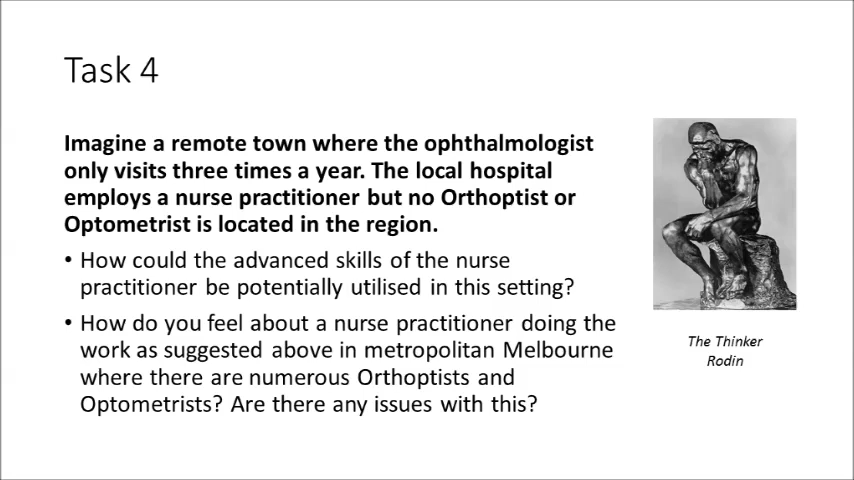 Task 4
Imagine a remote town where the ophthalmologist
only visits three times a year. The local hospital
employs a nurse practitioner but no Orthoptist or
Optometrist is located in the region.
• How could the advanced skills of the nurse
practitioner be potentially utilised in this setting?
• How do you feel about a nurse practitioner doing the
work as suggested above in metropolitan Melbourne
where there are numerous Orthoptists and
Optometrists? Are there any issues with this?
The Thinker
Rodin